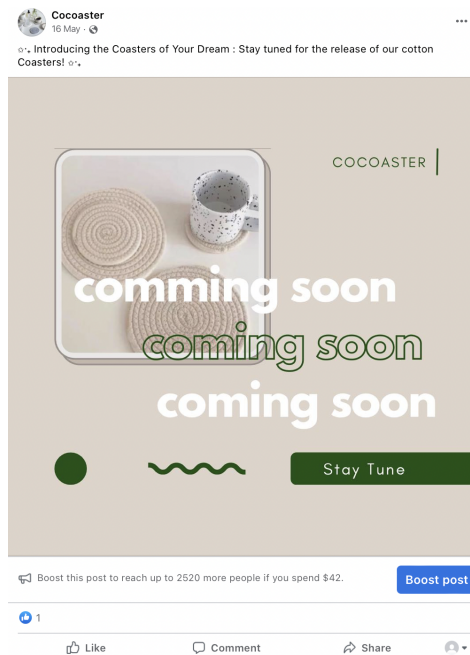 Cocoaster
16 May ·
✩‧₊ Introducing the Coasters of Your Dream : Stay tuned for the release of our cotton
Coasters! ✩‧₊
COCOASTER
comming soon
coming soon
coming soon
Stay Tune
Boost this post to reach up to 2520 more people if you spend $42.
Boost post
1
Like
Comment
Share